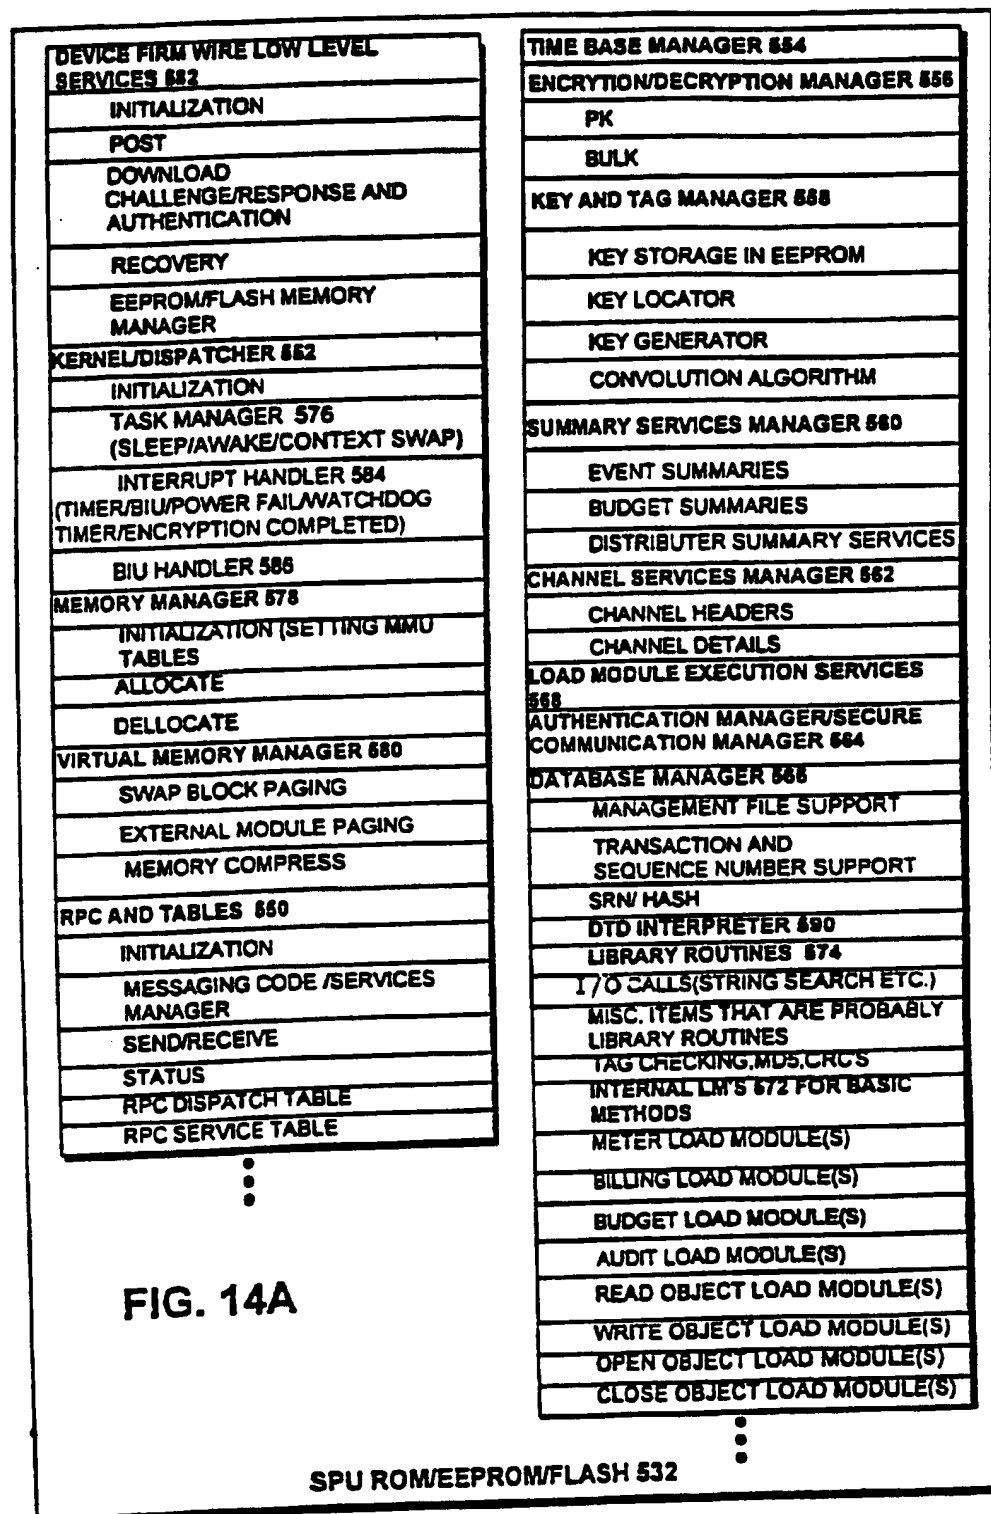 DEVICE FIRM WIRE LOW LEVEL
SERVICES 582
INITIALIZATION
POST
DOWNLOAD
CHALLENGE/RESPONSE AND
AUTHENTICATION
RECOVERY
EEPROM/FLASH MEMORY
MANAGER
KERNEL/DISPATCHER 552
INITIALIZATION
TASK MANAGER 576
(SLEEP/AWAKE/CONTEXT SWAP)
INTERRUPT HANDLER 584
(TIMER/BIU/POWER FAIL/WATCHDOG
TIMER/ENCRYPTION COMPLETED)
BIU HANDLER 586
MEMORY MANAGER 578
INITIALIZATION (SETTING MMU
TABLES
ALLOCATE
DELLOCATE
VIRTUAL MEMORY MANAGER 580
SWAP BLOCK PAGING
EXTERNAL MODULE PAGING
MEMORY COMPRESS
RPC AND TABLES 550
INITIALIZATION
MESSAGING CODE /SERVICES
MANAGER
SEND/RECEIVE
STATUS
RPC DISPATCH TABLE
RPC SERVICE TABLE
TIME BASE MANAGER 554
ENCRYTION/DECRYPTION MANAGER 556
PK
BULK
KEY AND TAG MANAGER 558
KEY STORAGE IN EEPROM
KEY LOCATOR
KEY GENERATOR
CONVOLUTION ALGORITHM
SUMMARY SERVICES MANAGER 560
EVENT SUMMARIES
BUDGET SUMMARIES
DISTRIBUTER SUMMARY SERVICES
CHANNEL SERVICES MANAGER 562
CHANNEL HEADERS
CHANNEL DETAILS
LOAD MODULE EXECUTION SERVICES
568
AUTHENTICATION MANAGER/SECURE
COMMUNICATION MANAGER 564
DATABASE MANAGER 566
MANAGEMENT FILE SUPPORT
TRANSACTION AND
SEQUENCE NUMBER SUPPORT
SRN/ HASH
DTD INTERPRETER 590
LIBRARY ROUTINES 574
I/O CALLS(STRING SEARCH ETC.)
MISC. ITEMS THAT ARE PROBABLY
LIBRARY ROUTINES
TAG CHECKING,MD5,CRC'S
INTERNAL LM'S 572 FOR BASIC
METHODS
METER LOAD MODULE(S)
BILLING LOAD MODULE(S)
BUDGET LOAD MODULE(S)
AUDIT LOAD MODULE(S)
READ OBJECT LOAD MODULE(S)
WRITE OBJECT LOAD MODULE(S)
OPEN OBJECT LOAD MODULE(S)
CLOSE OBJECT LOAD MODULE(S)
FIG. 14A
SPU ROM/EEPROM/FLASH 532